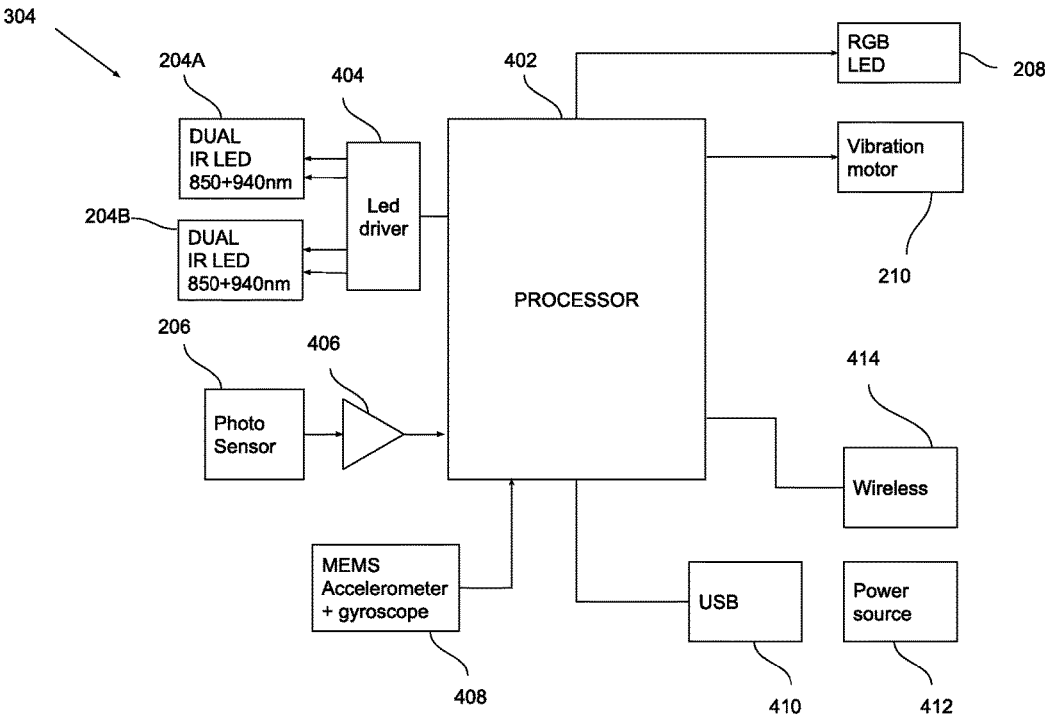 304
204A
404
402
RGB
LED
208
DUAL
IR LED
850+940nm
Led
driver
Vibration
motor
204B
DUAL
IR LED
850+940nm
210
PROCESSOR
206
406
414
Photo
Sensor
Wireless
MEMS
Accelerometer
+ gyroscope
USB
Power
source
408
410
412